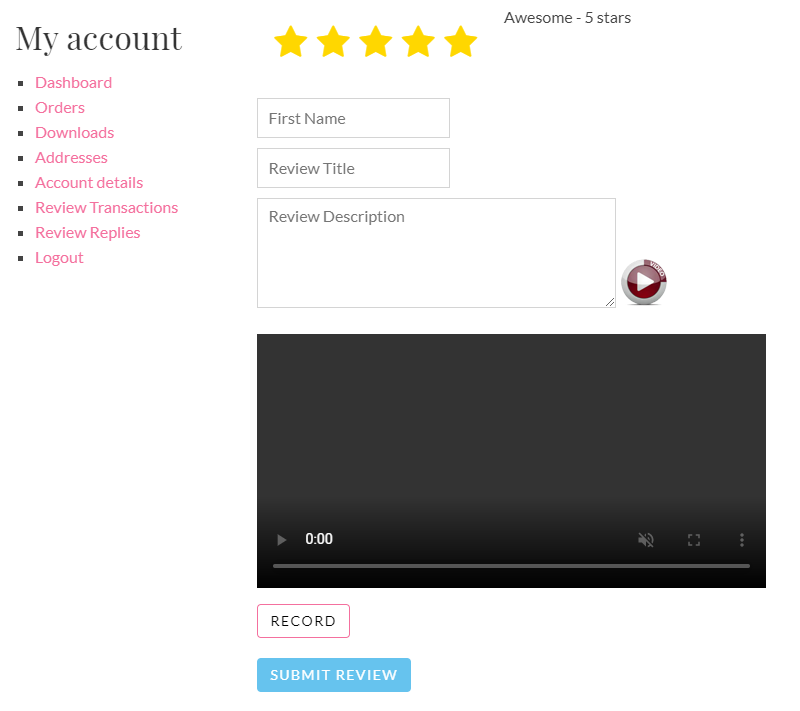 My account
Dashboard
Orders
Downloads
Addresses
Account details
Review Transactions
Review Replies
Logout
Awesome - 5 stars
First Name
Review Title
Review Description
VIDEO
0:00
RECORD
SUBMIT REVIEW